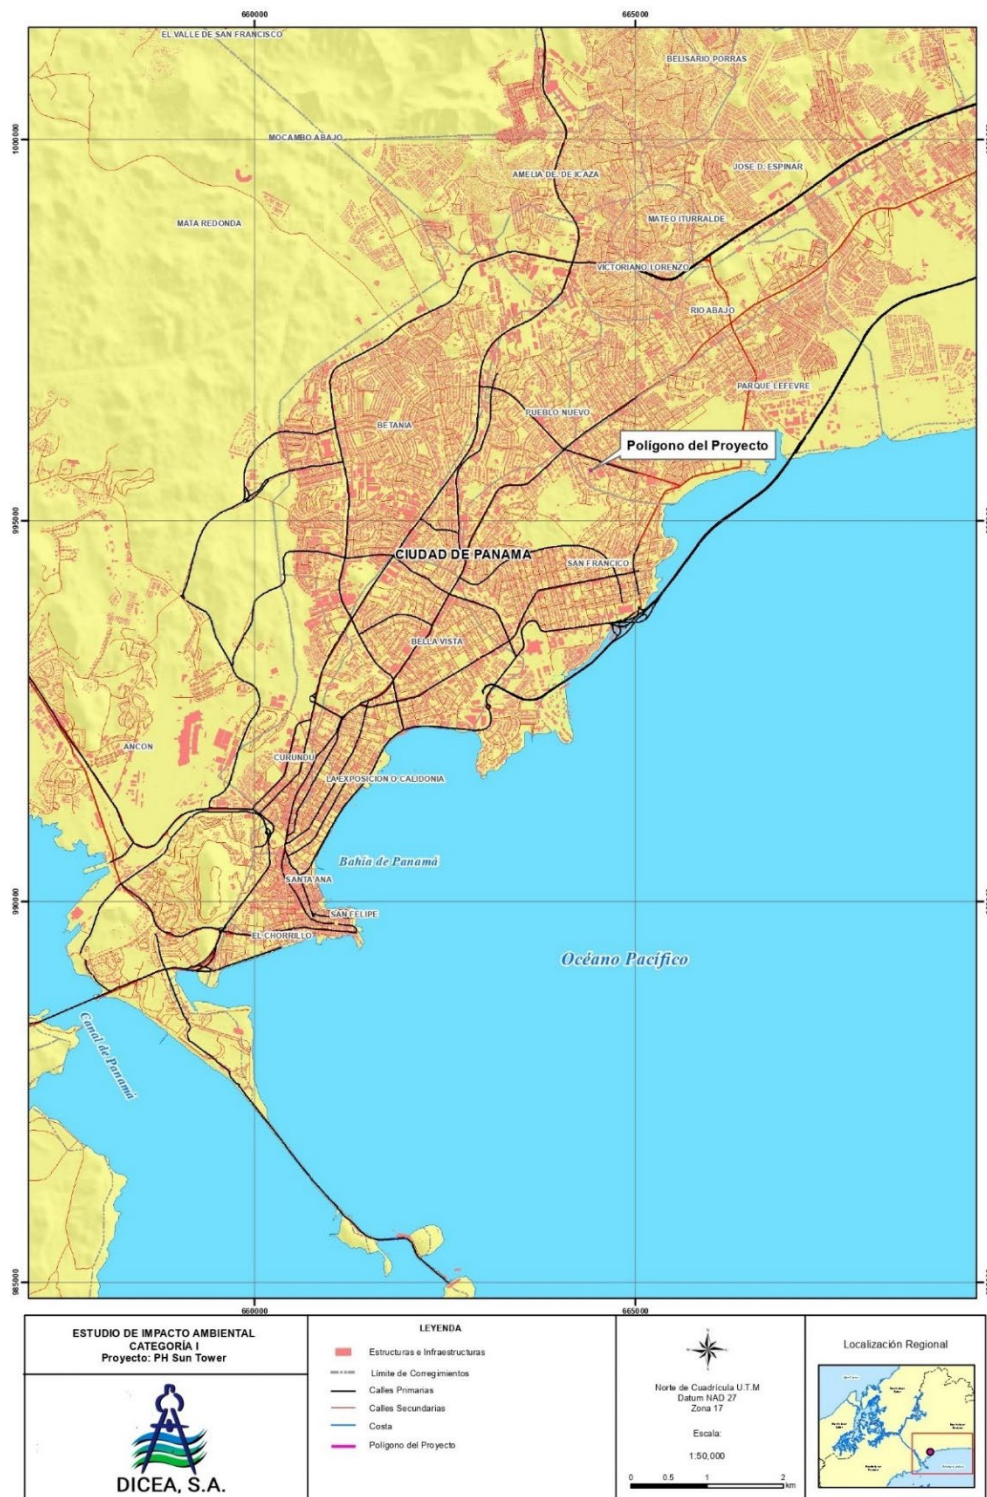 660000
665000
EL VALLE DE SAN FRANCISCO
BELISARIO PORRAS
1000000
MOCAMBO ABAJO
JOSE D. ESPINAR
AMELIA DE. DE ICAZA
MATA REDONDA
MATEO ITURRALDE
VICTORIANO LORENZO
RIO ABAJO
PARQUE LEFEVRE
PUEBLO NUEVO
BETANIA
Polígono del Proyecto
995000
CIUDAD DE PANAMA
SAN FRANCICO
BELLA VISTA
ANCON
CURUNDU
LA EXPOSICION O CALIDONIA
Bahía de Panamá
SANTA ANA
990000
SAN FELIPE
EL CHORRILLO
Océano Pacífico
Canal de Panamá
985000
660000
665000
ESTUDIO DE IMPACTO AMBIENTAL
CATEGORÍA I
Proyecto: PH Sun Tower
DICEA, S.A.
LEYENDA
Estructuras e Infraestructuras
Límite de Corregimientos
Calles Primarias
Calles Secundarias
Costa
Polígono del Proyecto
Norte de Cuadrícula U.T.M
Datum NAD 27
Zona 17
Escala:
1:50,000
0 0.5 1 2
km
Localización Regional